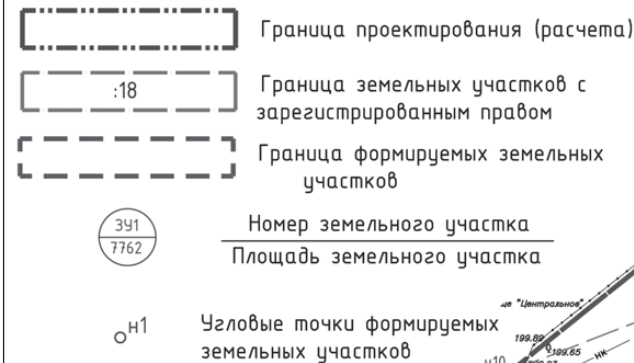 Граница проектирования (расчета)
:18
Граница земельных участков с
зарегистрированным правом
Граница формируемых земельных
участков
ЗУ1
7762
Номер земельного участка
Площадь земельного участка
н1
Угловые точки формируемых
земельных участков
"Центральное"
199.89
199.65
н10
нк